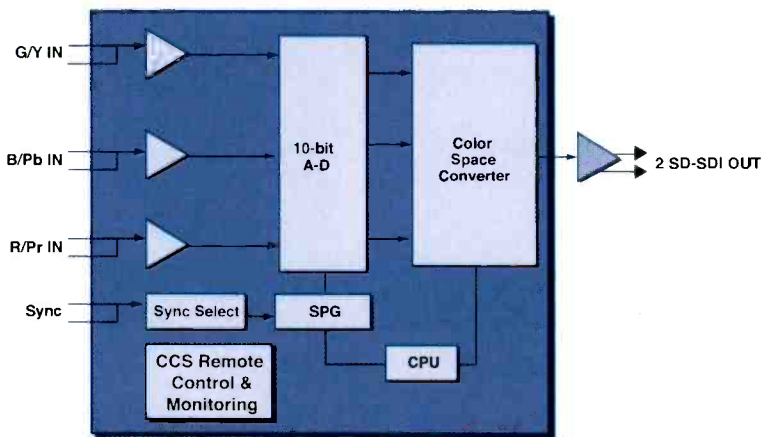 G/Y IN
B/Pb IN
R/Pr IN
Sync
10-bit
A-D
Color
Space
Converter
2 SD-SDI OUT
Sync Select
SPG
CPU
CCS Remote
Control &
Monitoring